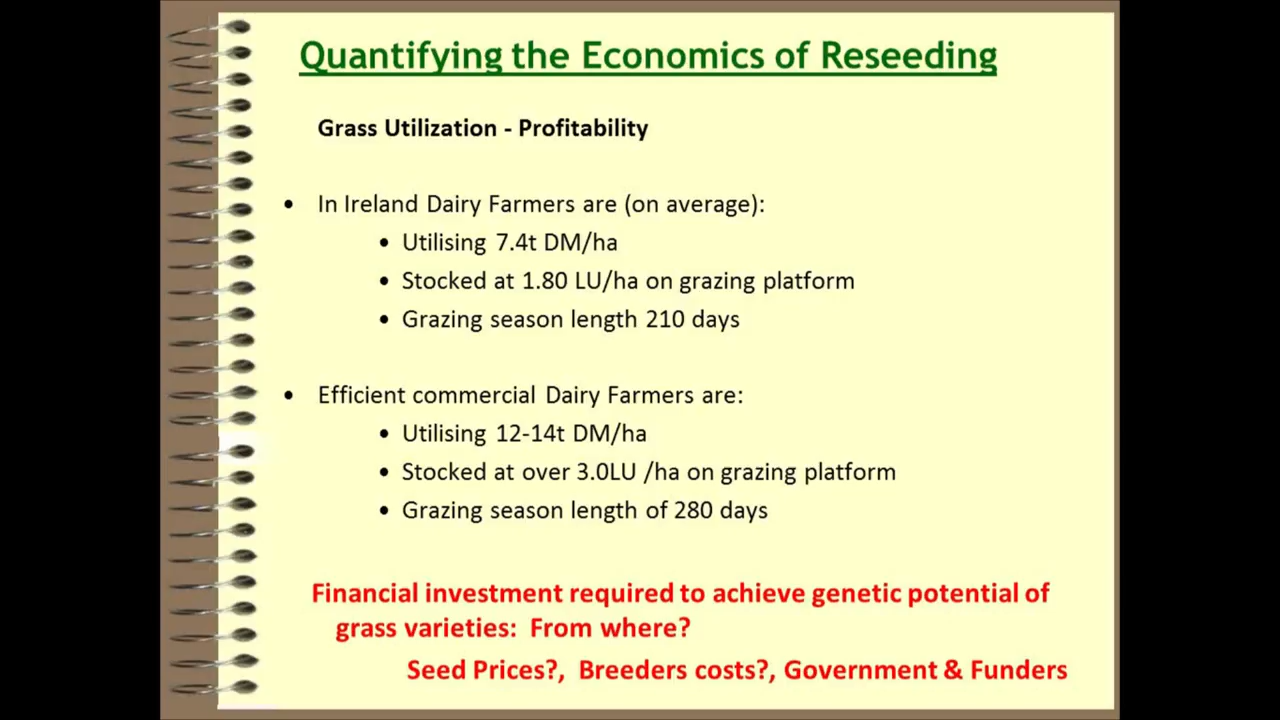 Quantifying the Economics of Reseeding
Grass Utilization - Profitability
• In Ireland Dairy Farmers are (on average):
• Utilising 7.4t DM/ha
• Stocked at 1.80 LU/ha on grazing platform
• Grazing season length 210 days
• Efficient commercial Dairy Farmers are:
• Utilising 12-14t DM/ha
• Stocked at over 3.0LU /ha on grazing platform
• Grazing season length of 280 days
Financial investment required to achieve genetic potential of
grass varieties: From where?
Seed Prices?, Breeders costs?, Government & Funders